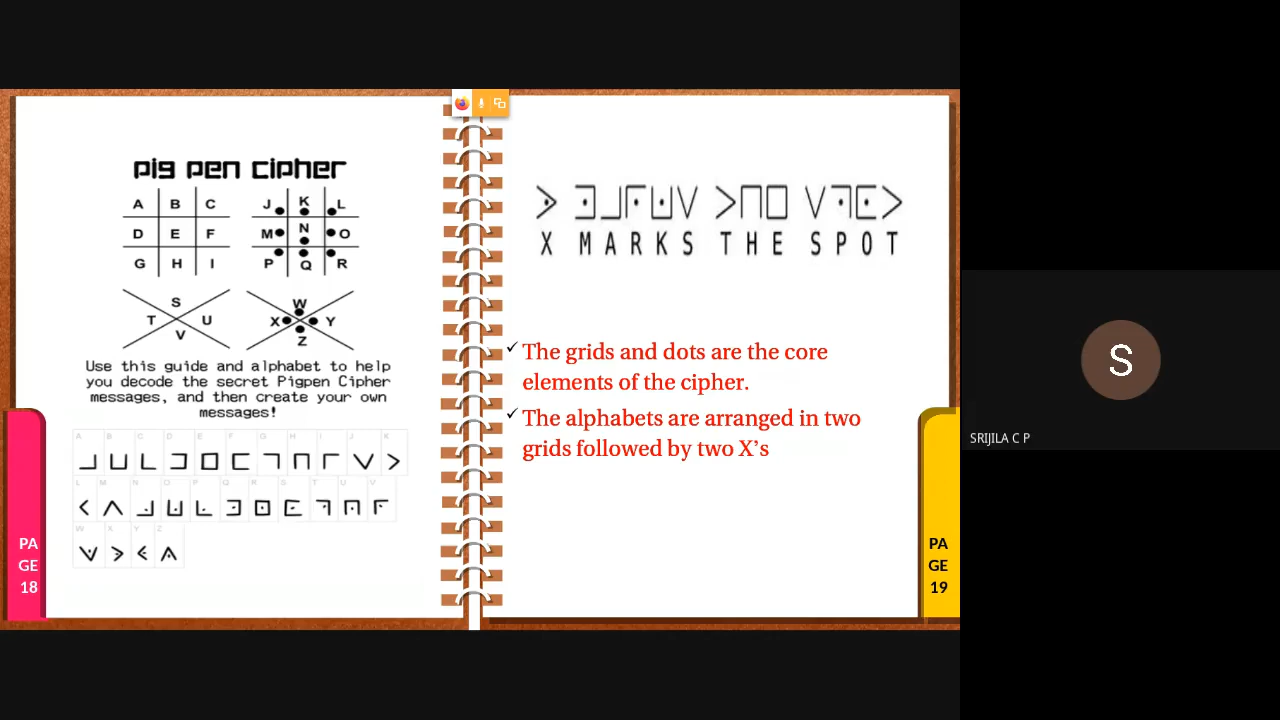 pig pen cipher
A B C J K L
D E F M N O
G H I P Q R
S W
T U X Y
V Z
Use this guide and alphabet to help
you decode the secret Pigpen Cipher
messages, and then create your own
messages!
A B C D E F G H I J K
L M N O P Q R S T U V
W X Y Z
PA
GE
18
X MARKS THE SPOT
✓ The grids and dots are the core
elements of the cipher.
✓ The alphabets are arranged in two
grids followed by two X’s
PA
GE
19
S
SRIJILA C P